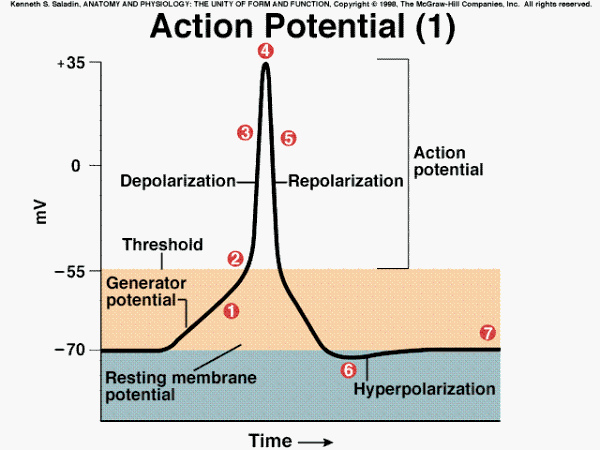 Kenneth S. Saladin, ANATOMY AND PHYSIOLOGY: THE UNITY OF FORM AND FUNCTION, Copyright © 1998, The McGraw-Hill Companies, Inc. All rights reserved.
Action Potential (1)
4
+35
3
5
Action
potential
0
Depolarization
Repolarization
mV
Threshold
2
−55
Generator
potential
1
7
−70
6
Resting membrane
potential
Hyperpolarization
Time